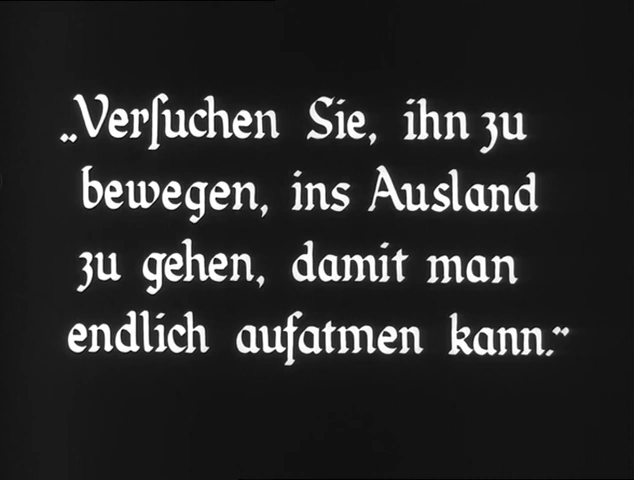 „Verſuchen Sie, ihn zu
bewegen, ins Ausland
zu gehen, damit man
endlich aufatmen kann.“